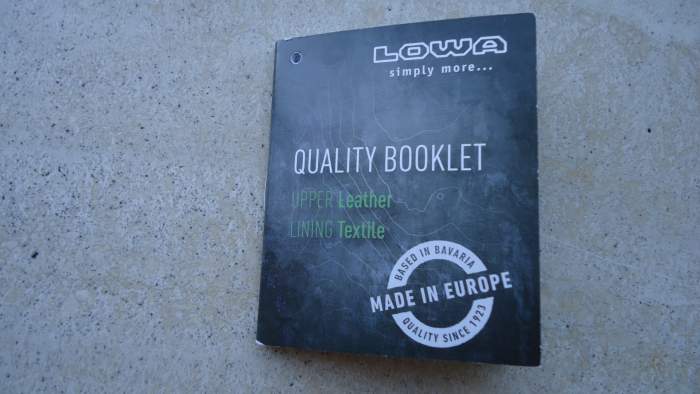 LOWA
simply more...
QUALITY BOOKLET
UPPER Leather
LINING Textile
BASED IN BAVARIA
MADE IN EUROPE
QUALITY SINCE 1923